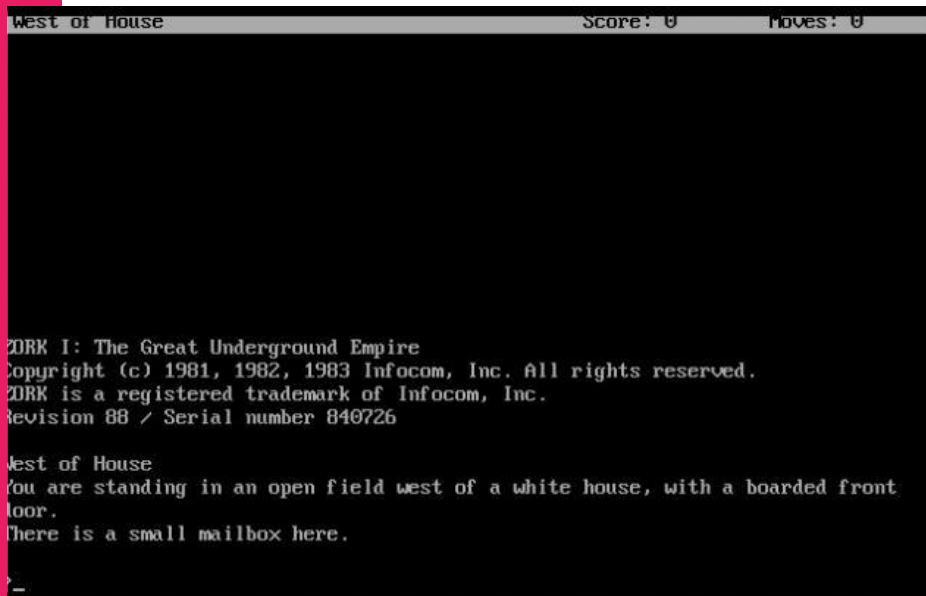 West of House Score: 0 Moves: 0
ZORK I: The Great Underground Empire
Copyright (c) 1981, 1982, 1983 Infocom, Inc. All rights reserved.
ZORK is a registered trademark of Infocom, Inc.
Revision 88 / Serial number 840726
West of House
You are standing in an open field west of a white house, with a boarded front
door.
There is a small mailbox here.
>_